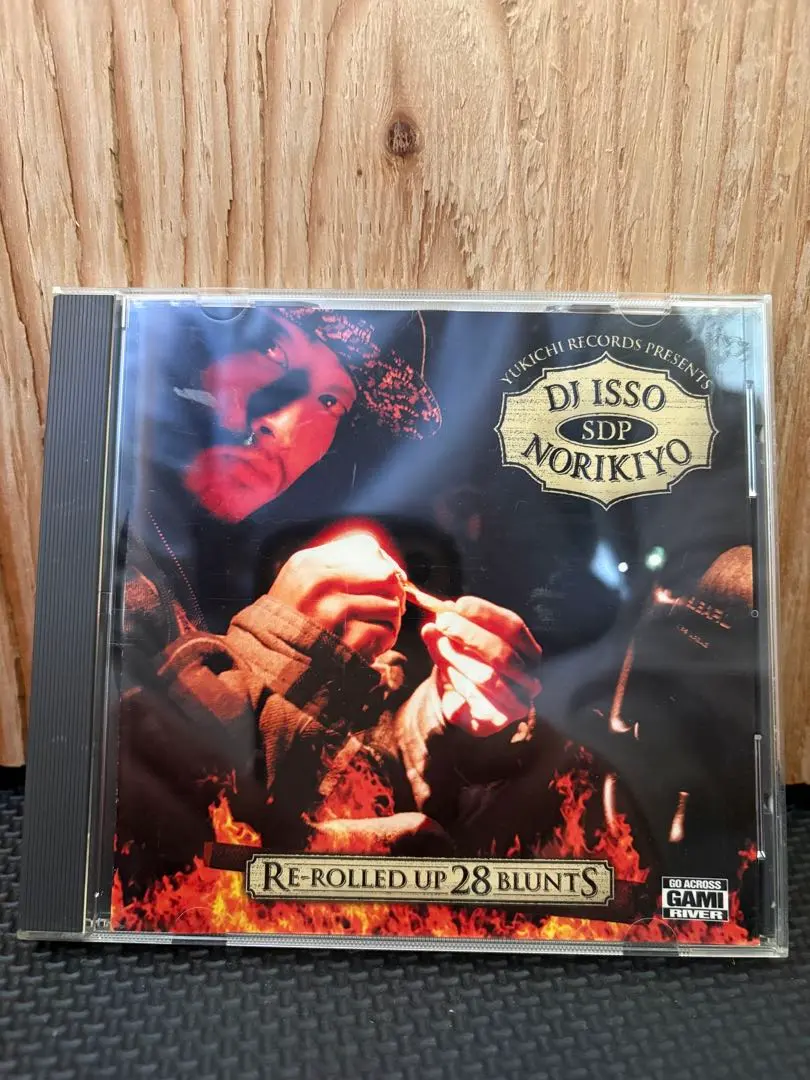 YUKICHI RECORDS PRESENTS
DJ ISSO
SDP
NORIKIYO
RE-ROLLED UP 28 BLUNTS
GO ACROSS
GAMI
RIVER